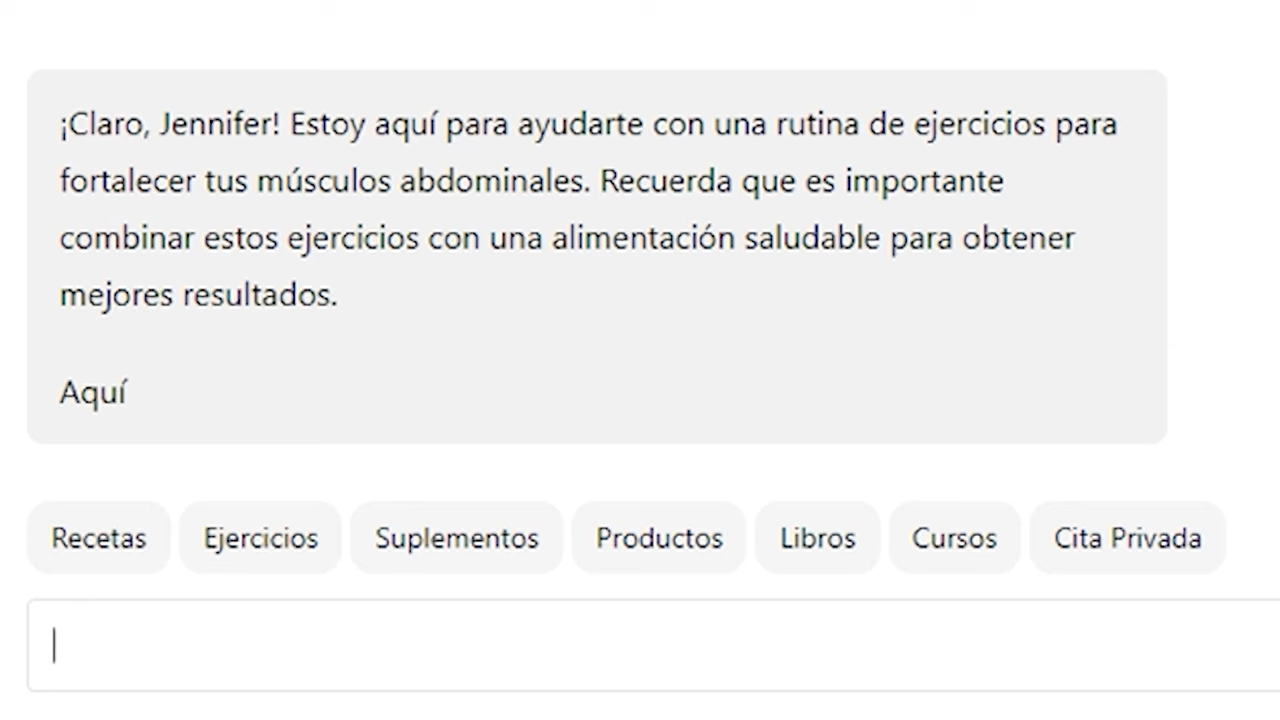 ¡Claro, Jennifer! Estoy aquí para ayudarte con una rutina de ejercicios para
fortalecer tus músculos abdominales. Recuerda que es importante
combinar estos ejercicios con una alimentación saludable para obtener
mejores resultados.
Aquí
Recetas Ejercicios Suplementos Productos Libros Cursos Cita Privada